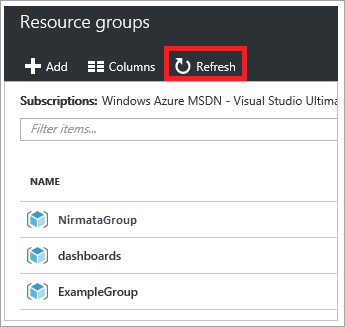 Resource groups
Add Columns Refresh
Subscriptions: Windows Azure MSDN - Visual Studio Ultima
Filter items...
NAME
NirmataGroup
dashboards
ExampleGroup